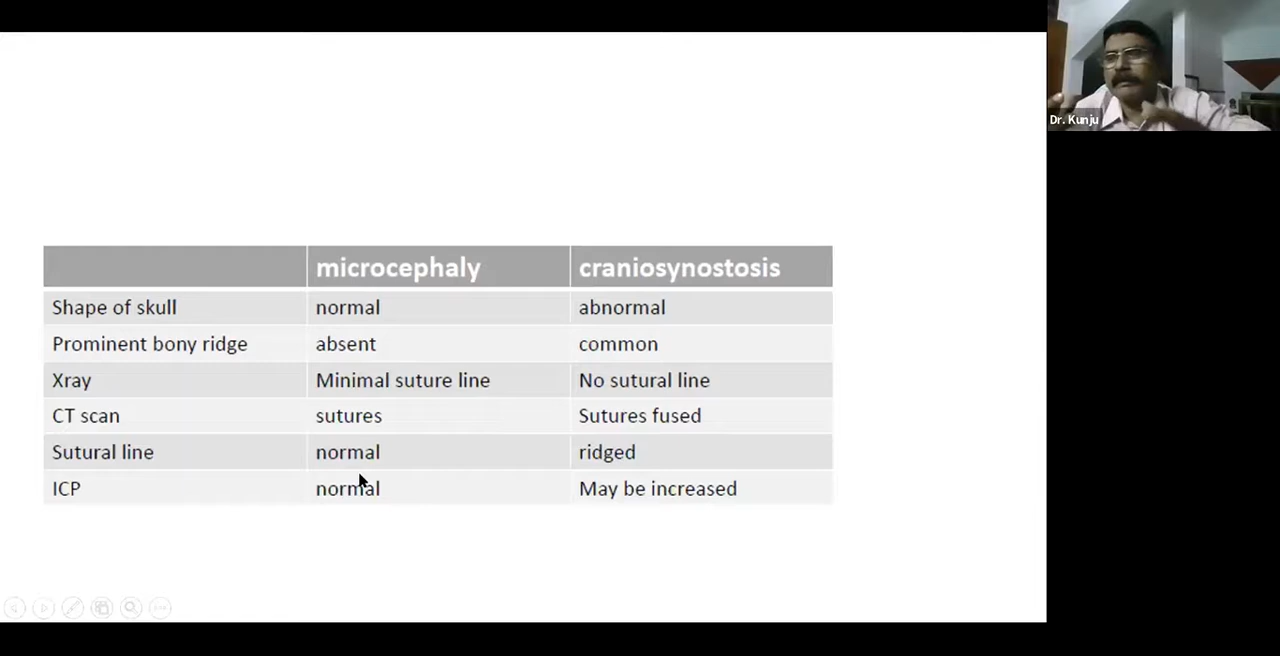 Dr. Kunju
microcephaly craniosynostosis
Shape of skull normal abnormal
Prominent bony ridge absent common
Xray Minimal suture line No sutural line
CT scan sutures Sutures fused
Sutural line normal ridged
ICP normal May be increased